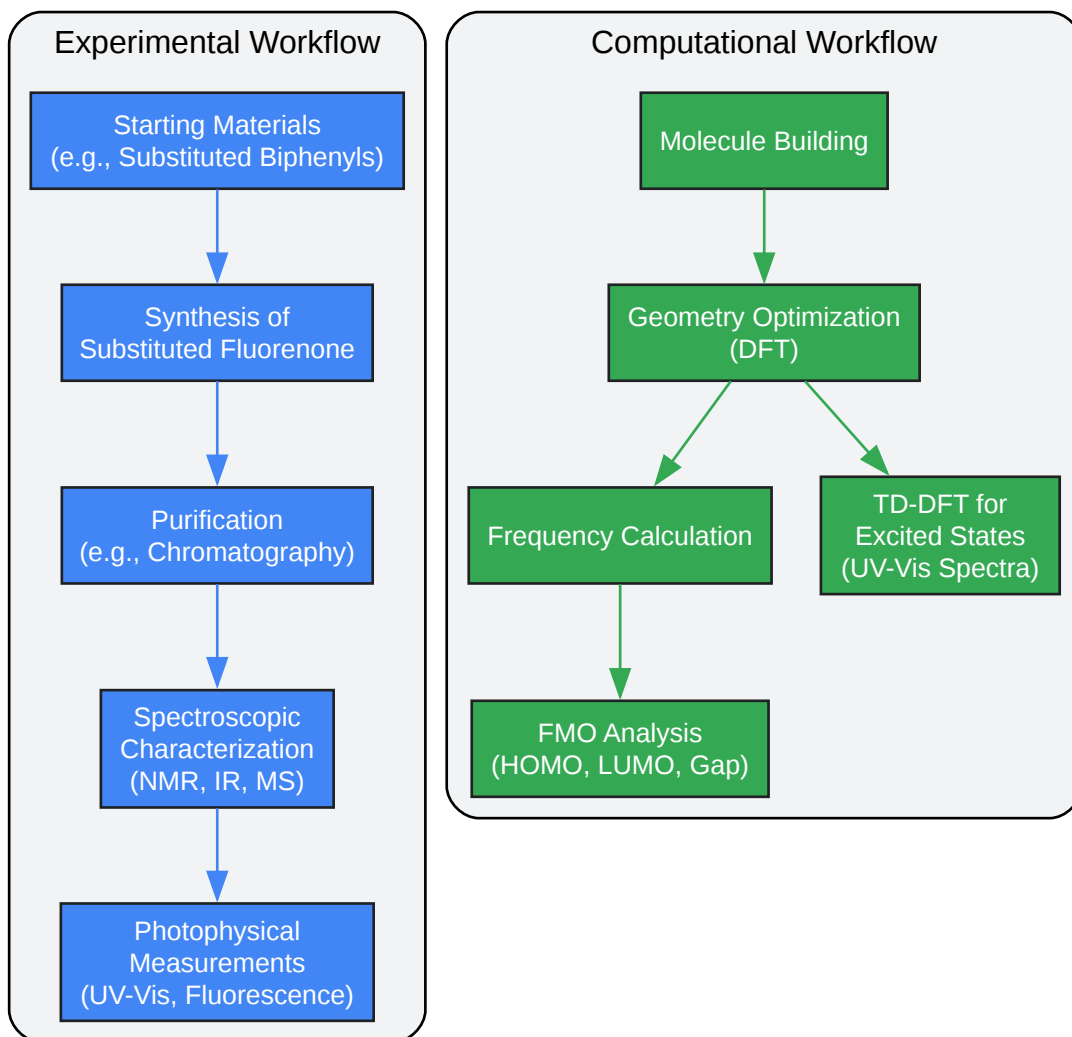 Experimental Workflow
Starting Materials
(e.g., Substituted Biphenyls)
Synthesis of
Substituted Fluorenone
Purification
(e.g., Chromatography)
Spectroscopic
Characterization
(NMR, IR, MS)
Photophysical
Measurements
(UV-Vis, Fluorescence)
Computational Workflow
Molecule Building
Geometry Optimization
(DFT)
Frequency Calculation
TD-DFT for
Excited States
(UV-Vis Spectra)
FMO Analysis
(HOMO, LUMO, Gap)